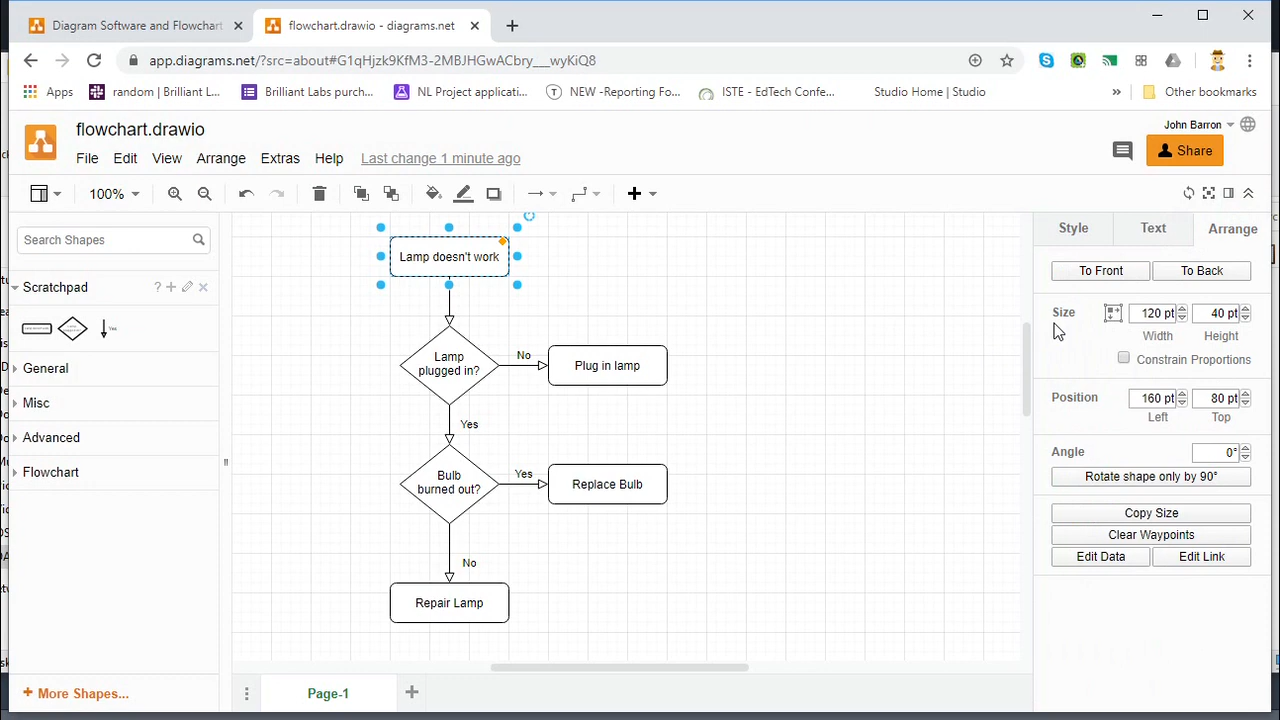 Diagram Software and Flowchart
flowchart.drawio - diagrams.net
app.diagrams.net/?src=about#G1qHjzk9KfM3-2MBJHGwACbry___wyKiQ8
Apps
random | Brilliant L...
Brilliant Labs purch...
NL Project applicati...
NEW -Reporting Fo...
ISTE - EdTech Confe...
Studio Home | Studio
»
Other bookmarks
flowchart.drawio
John Barron
File Edit View Arrange Extras Help Last change 1 minute ago
Share
100%
Search Shapes
Scratchpad
?
General
Misc
Advanced
Flowchart
+ More Shapes...
Lamp doesn't work
Lamp
plugged in?
No
Plug in lamp
Yes
Bulb
burned out?
Yes
Replace Bulb
No
Repair Lamp
Page-1
Style Text Arrange
To Front To Back
Size 120 pt 40 pt
Width Height
Constrain Proportions
Position 160 pt 80 pt
Left Top
Angle 0°
Rotate shape only by 90°
Copy Size
Clear Waypoints
Edit Data Edit Link